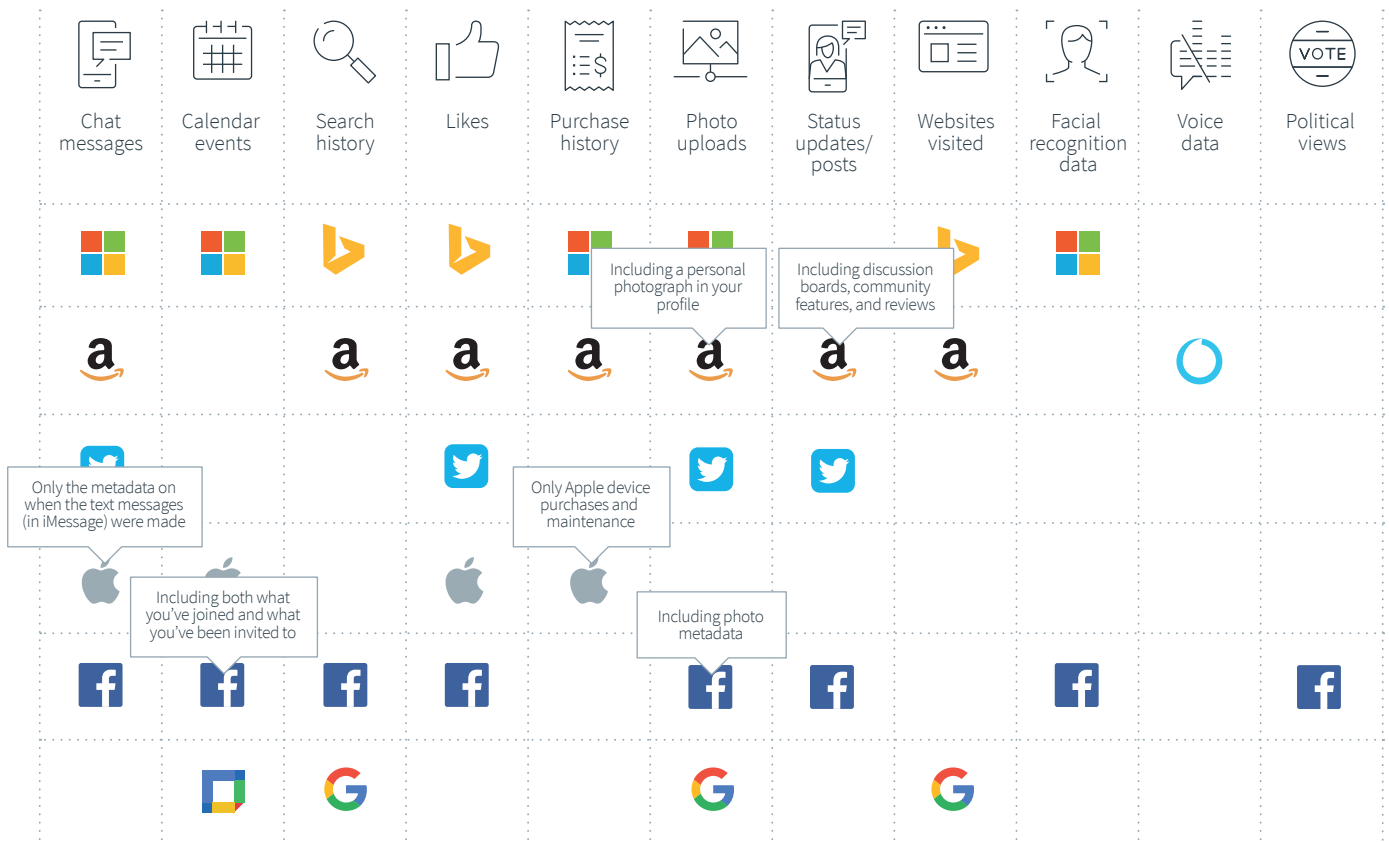 VOTE
Chat
messages
Calendar
events
Search
history
Likes
Purchase
history
Photo
uploads
Status
updates/
posts
Websites
visited
Facial
recognition
data
Voice
data
Political
views
Including a personal
photograph in your
profile
Including discussion
boards, community
features, and reviews
Only the metadata on
when the text messages
(in iMessage) were made
Only Apple device
purchases and
maintenance
Including both what
you’ve joined and what
you’ve been invited to
Including photo
metadata